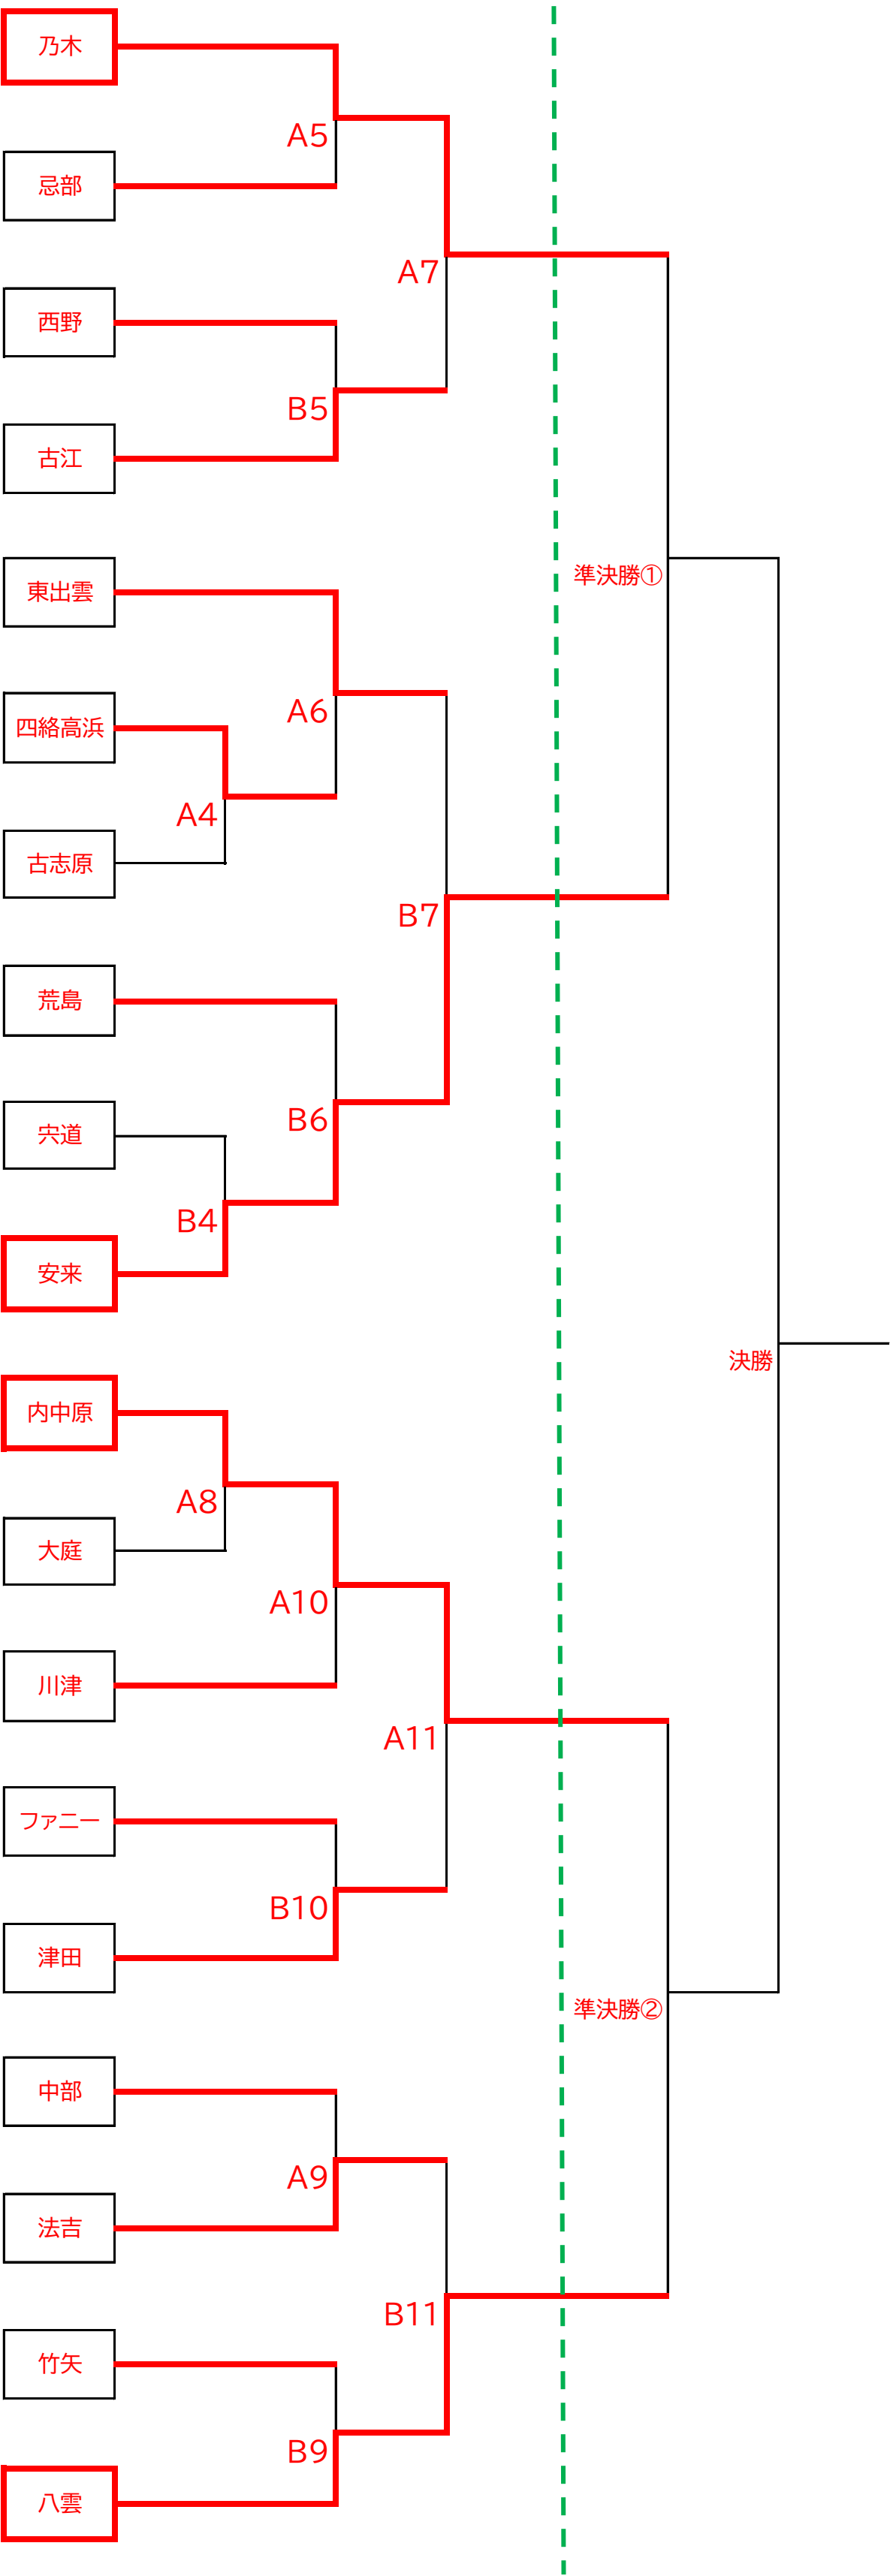 乃木
A5
忌部
A7
西野
B5
古江
準決勝①
東出雲
A6
四絡高浜
A4
古志原
B7
荒島
B6
宍道
B4
安来
決勝
内中原
A8
大庭
A10
川津
A11
ファニー
B10
津田
準決勝②
中部
A9
法吉
B11
竹矢
B9
八雲